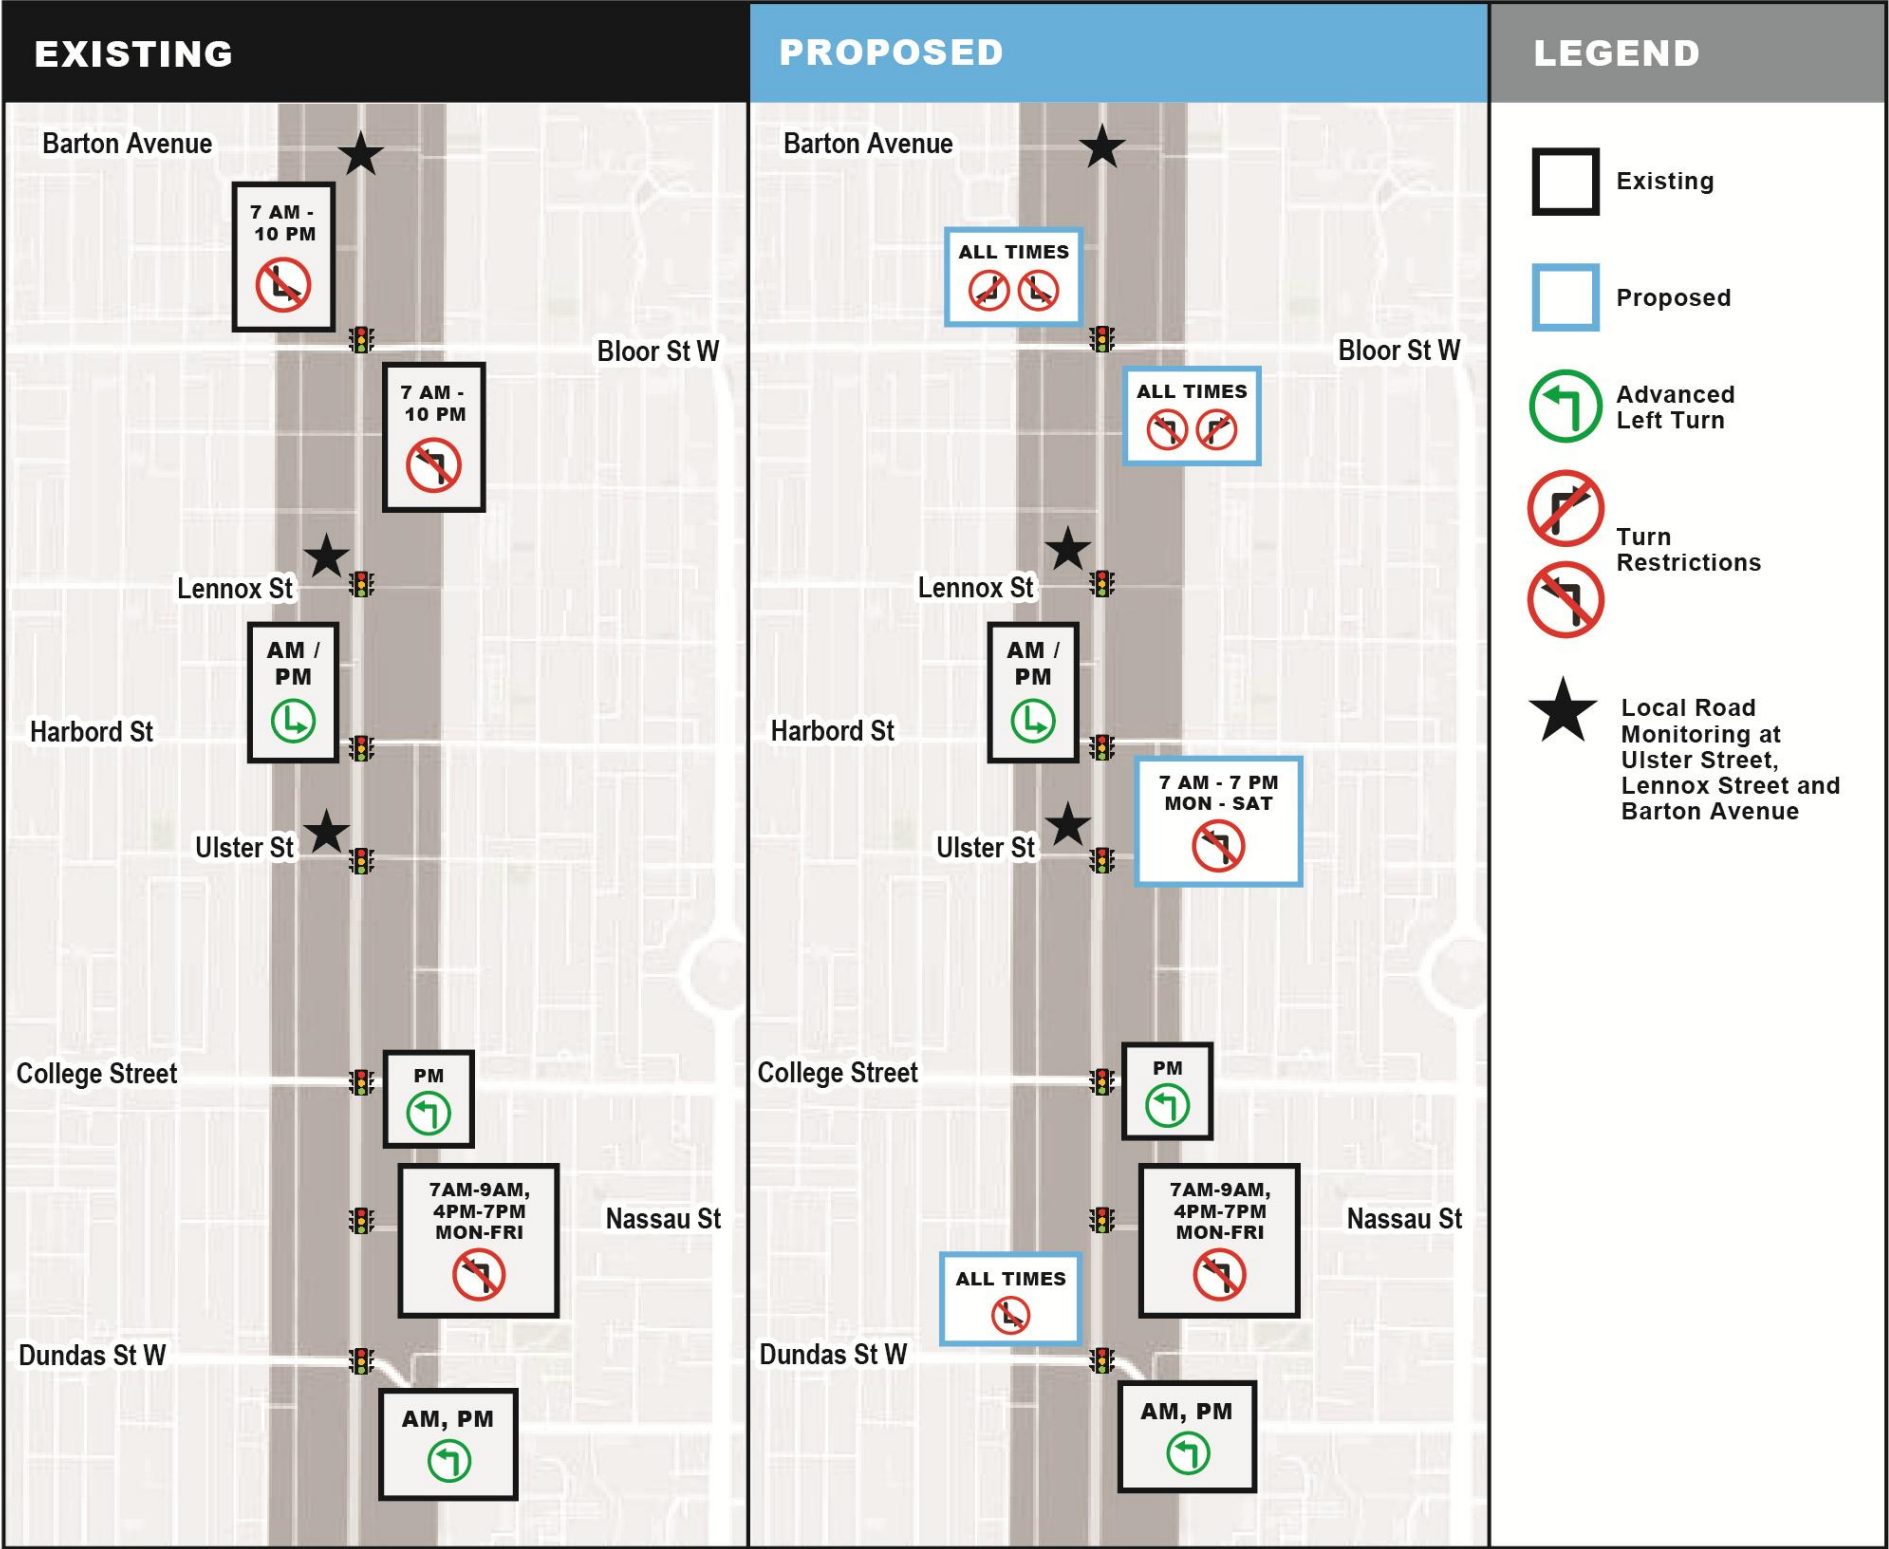 EXISTING
Barton Avenue
7 AM -
10 PM
Bloor St W
7 AM -
10 PM
Lennox St
AM /
PM
Harbord St
Ulster St
College Street
PM
7AM-9AM,
4PM-7PM
MON-FRI
Nassau St
Dundas St W
AM, PM
PROPOSED
Barton Avenue
ALL TIMES
Bloor St W
ALL TIMES
Lennox St
AM /
PM
Harbord St
7 AM - 7 PM
MON - SAT
Ulster St
College Street
PM
7AM-9AM,
4PM-7PM
MON-FRI
Nassau St
ALL TIMES
Dundas St W
AM, PM
LEGEND
Existing
Proposed
Advanced
Left Turn
Turn
Restrictions
Local Road
Monitoring at
Ulster Street,
Lennox Street and
Barton Avenue